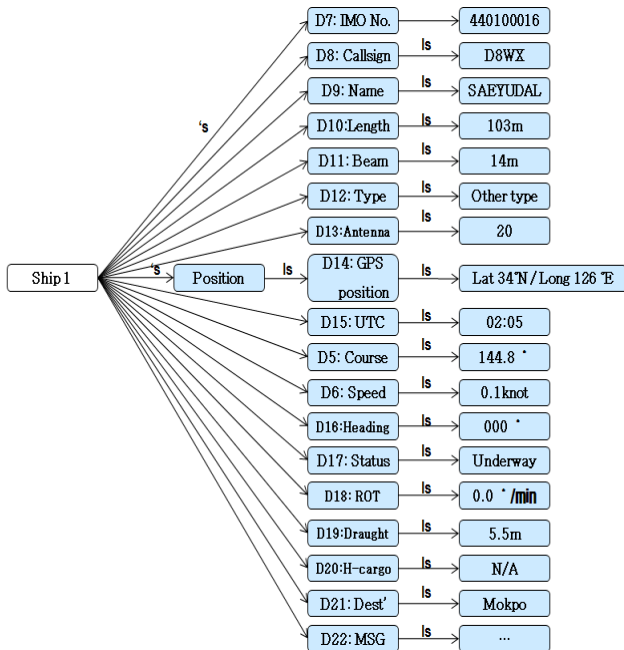 D7: IMO No. 440100016
D8: Callsign Is D8WX
D9: Name Is SAEYUDAL
's D10:Length Is 103m
D11: Beam Is 14m
D12: Type Is Other type
D13:Antenna Is 20
Ship 1 's Position Is D14: GPS position Is Lat 34°N / Long 126 °E
D15: UTC Is 02:05
D5: Course Is 144.8 °
D6: Speed Is 0.1knot
D16:Heading Is 000 °
D17: Status Is Underway
D18: ROT Is 0.0 °/min
D19:Draught Is 5.5m
D20:H-cargo Is N/A
D21: Dest' Is Mokpo
D22: MSG Is ...